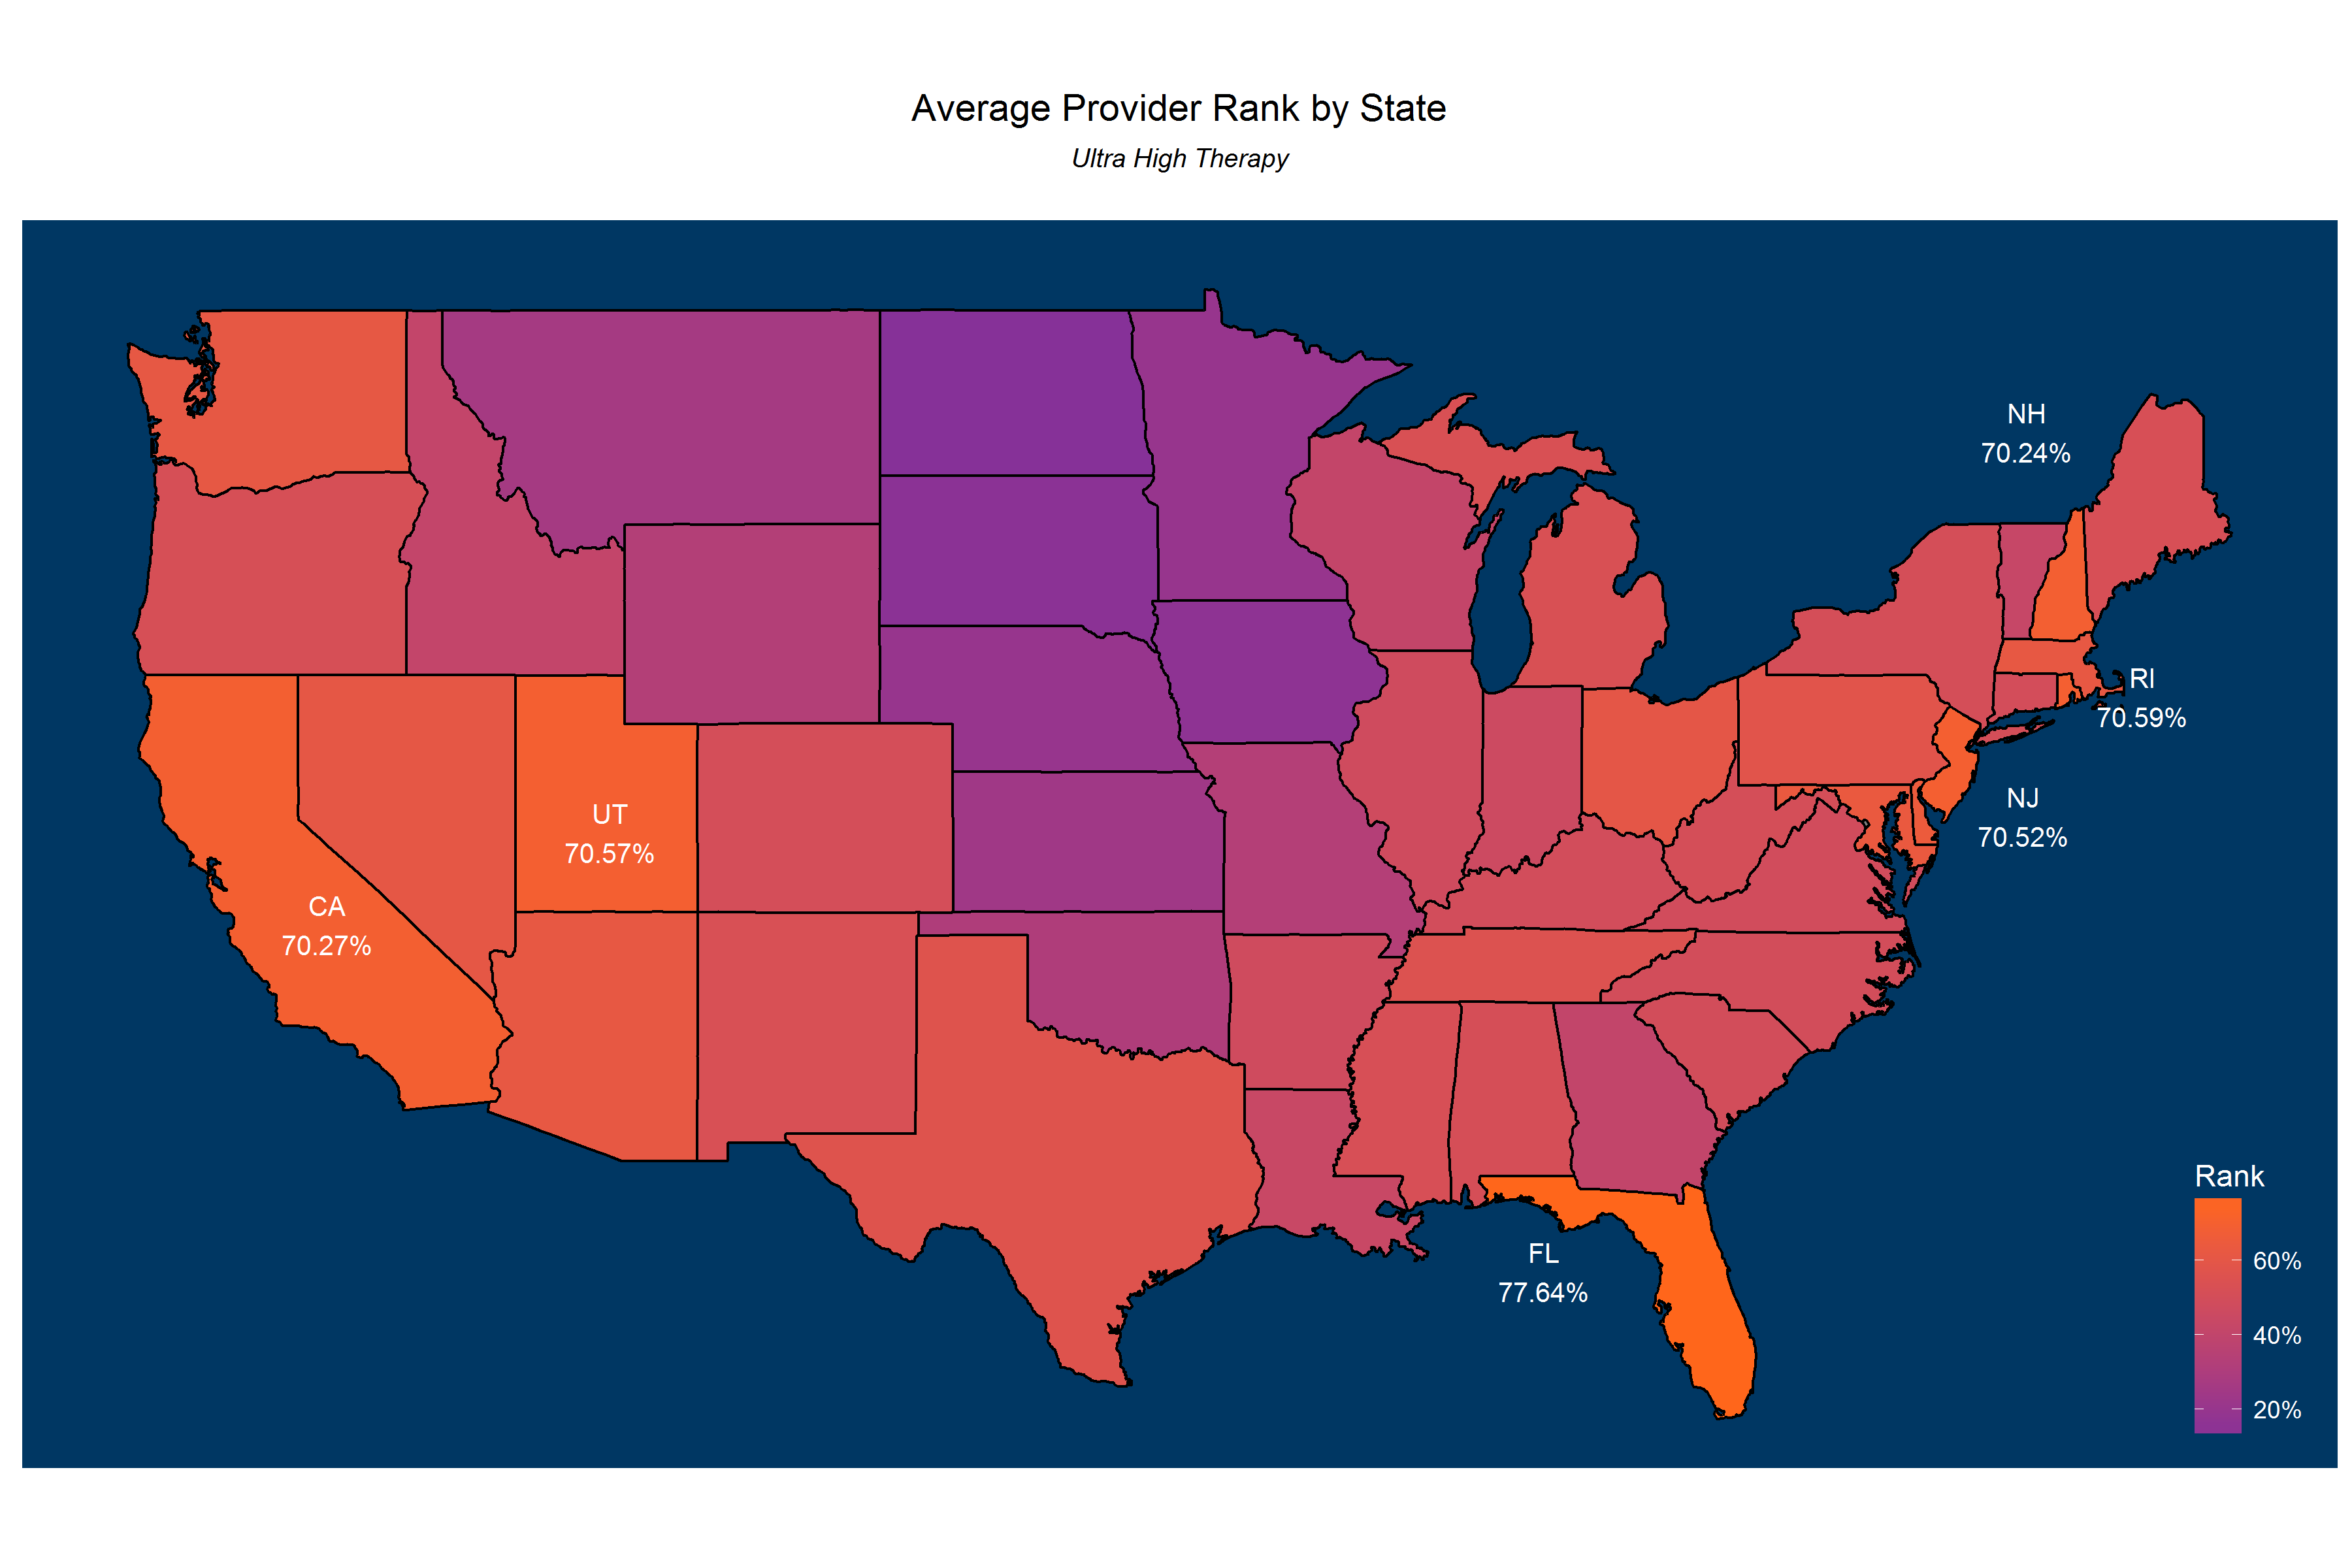 Average Provider Rank by State
Ultra High Therapy
NH
70.24%
RI
70.59%
UT
70.57%
NJ
70.52%
CA
70.27%
FL
77.64%
Rank
60%
40%
20%